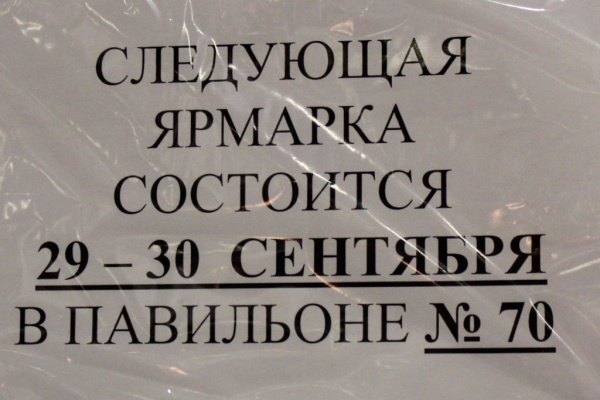 СЛЕДУЮЩАЯ
ЯРМАРКА
СОСТОИТСЯ
29 – 30 СЕНТЯБРЯ
В ПАВИЛЬОНЕ № 70